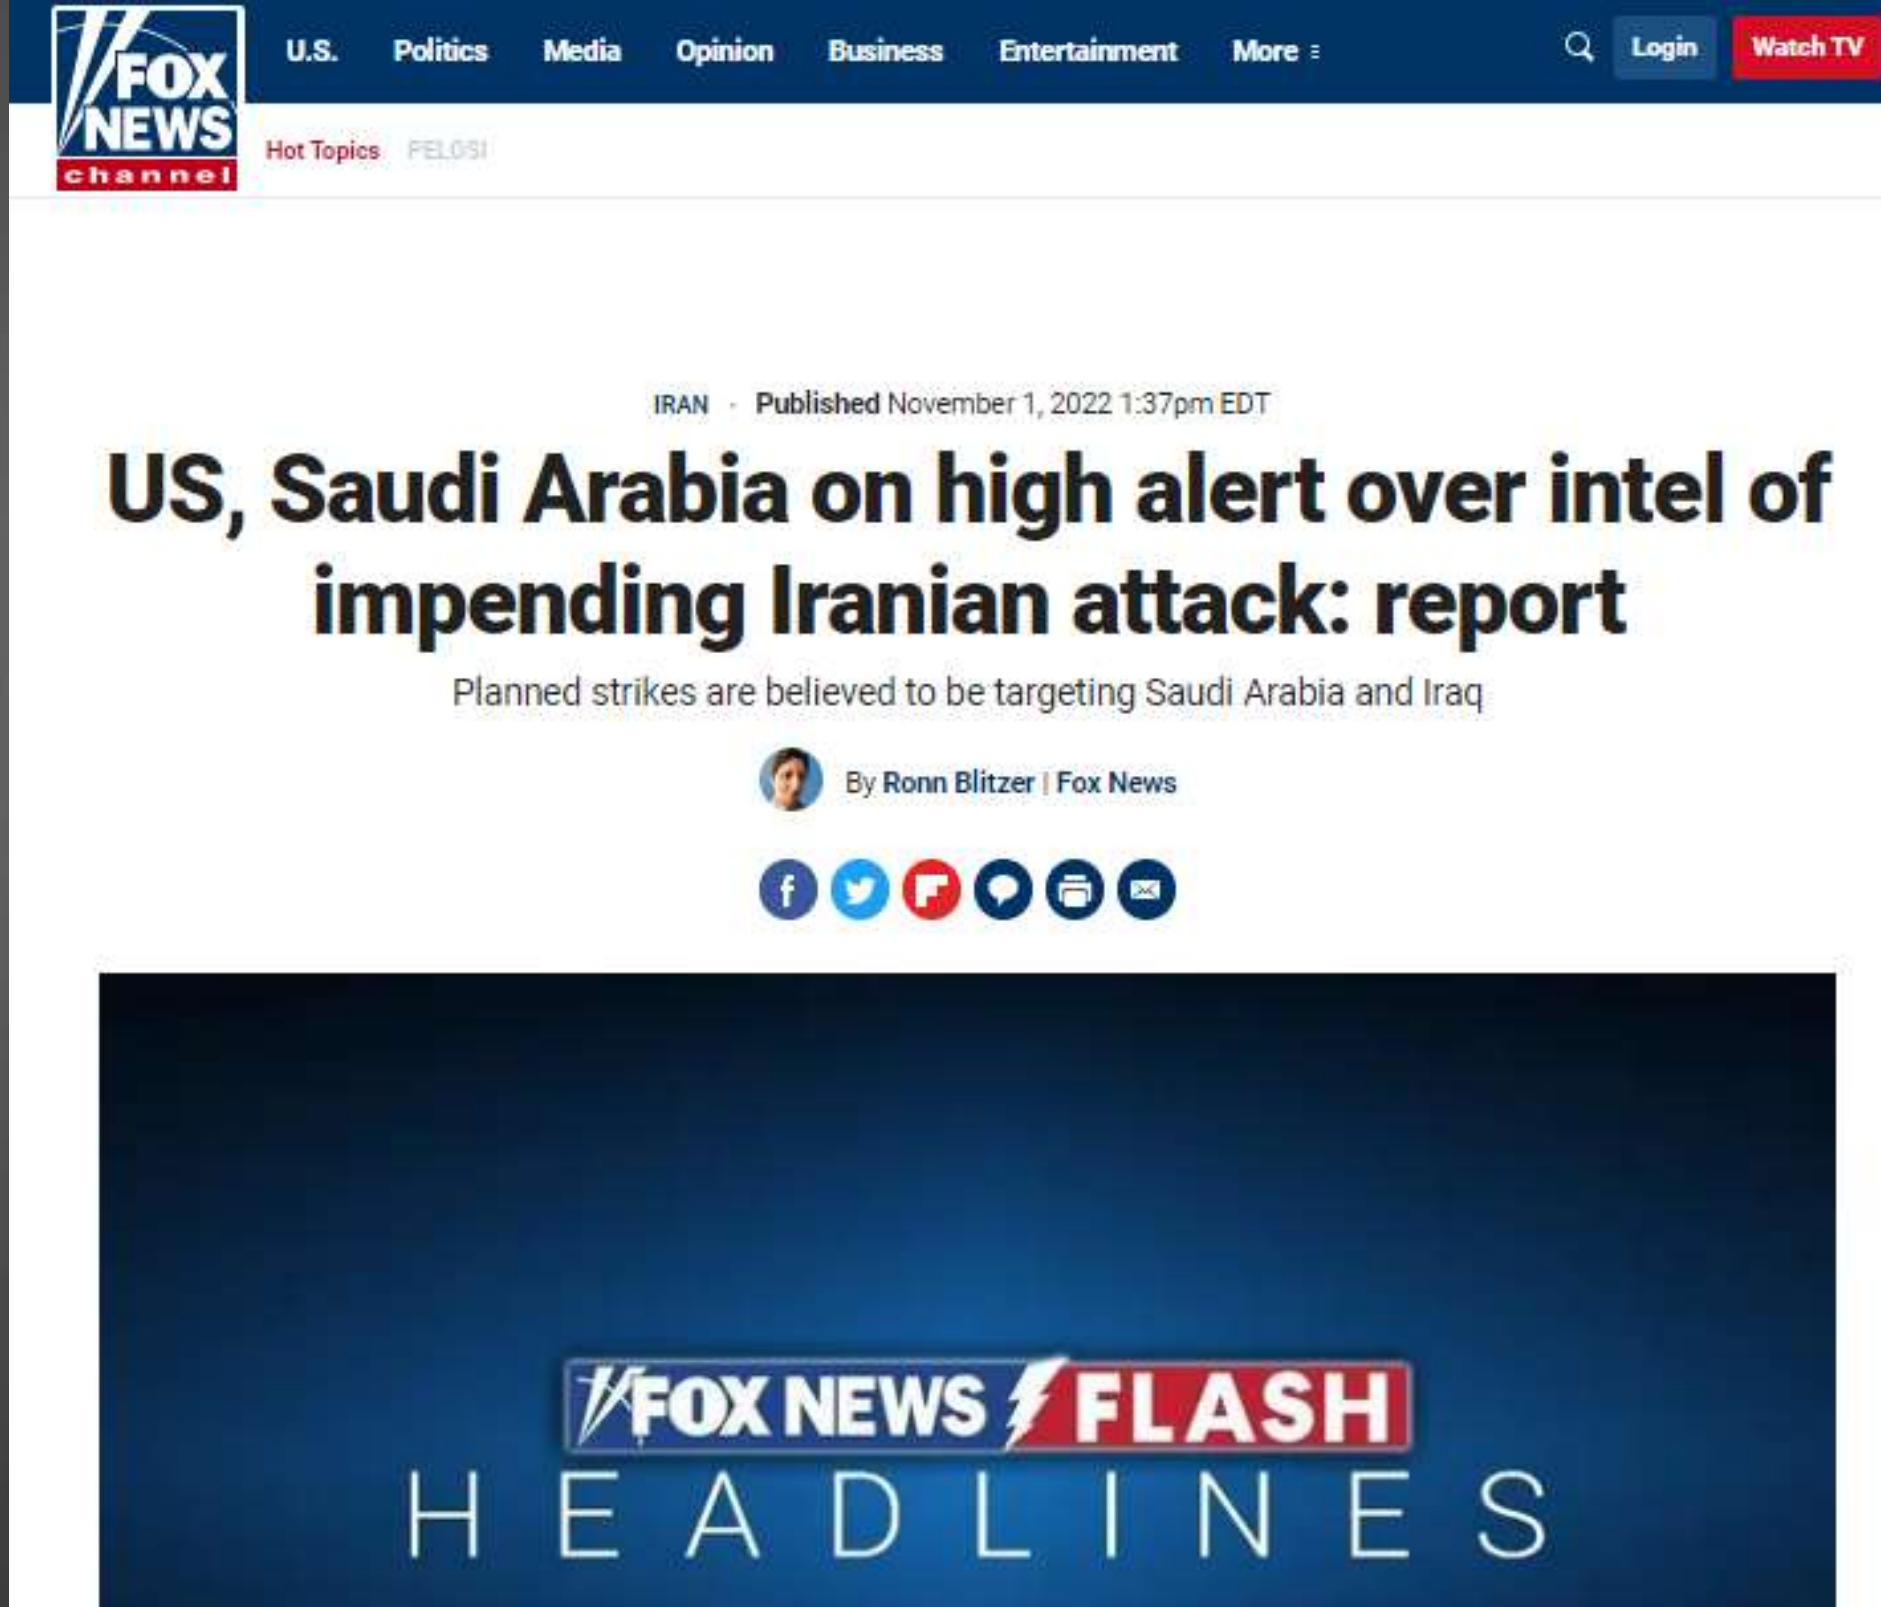 FOX
NEWS
channel
U.S. Politics Media Opinion Business Entertainment More Login Watch TV
Hot Topics PELOSI
IRAN · Published November 1, 2022 1:37pm EDT
US, Saudi Arabia on high alert over intel of
impending Iranian attack: report
Planned strikes are believed to be targeting Saudi Arabia and Iraq
By Ronn Blitzer | Fox News
FOX NEWS FLASH
HEADLINES